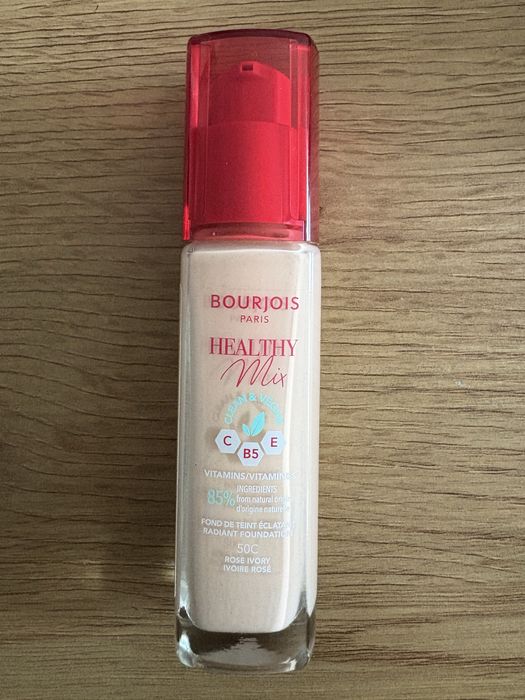 BOURJOIS
PARIS
HEALTHY
Mix
CLEAN & VEGAN
C B5 E
VITAMINS/VITAMINES
85% INGREDIENTS
from natural origin
d'origine naturelle
FOND DE TEINT ÉCLAT
RADIANT FOUNDATION
50C
ROSE IVORY
IVOIRE ROSÉ